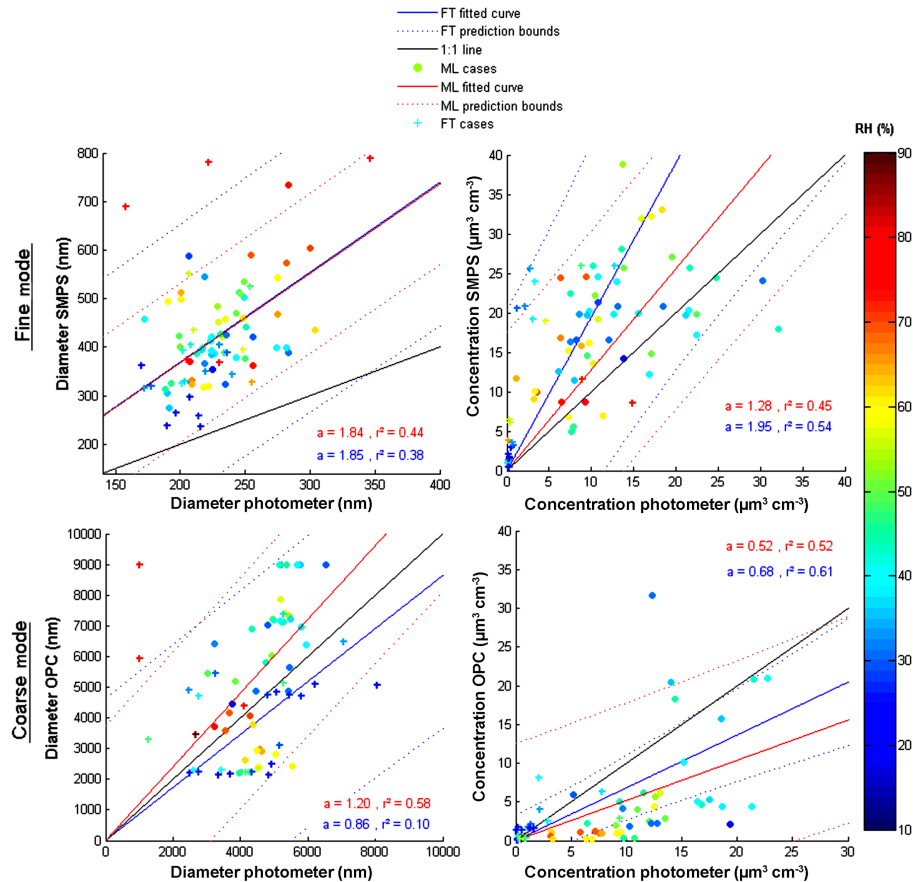 FT fitted curve
FT prediction bounds
1:1 line
ML cases
ML fitted curve
ML prediction bounds
FT cases
RH (%)
90
80
70
60
50
40
30
20
10
Fine mode
Diameter SMPS (nm)
800
700
600
500
400
300
200
a = 1.84 , r² = 0.44
a = 1.85 , r² = 0.38
150
200
250
300
350
400
Diameter photometer (nm)
Concentration SMPS (µm³ cm⁻³)
40
35
30
25
20
15
10
5
0
a = 1.28 , r² = 0.45
a = 1.95 , r² = 0.54
0
5
10
15
20
25
30
35
40
Concentration photometer (µm³ cm⁻³)
Coarse mode
Diameter OPC (nm)
10000
9000
8000
7000
6000
5000
4000
3000
2000
1000
0
a = 1.20 , r² = 0.58
a = 0.86 , r² = 0.10
0
2000
4000
6000
8000
10000
Diameter photometer (nm)
Concentration OPC (µm³ cm⁻³)
40
35
30
25
20
15
10
5
0
a = 0.52 , r² = 0.52
a = 0.68 , r² = 0.61
0
5
10
15
20
25
30
Concentration photometer (µm³ cm⁻³)